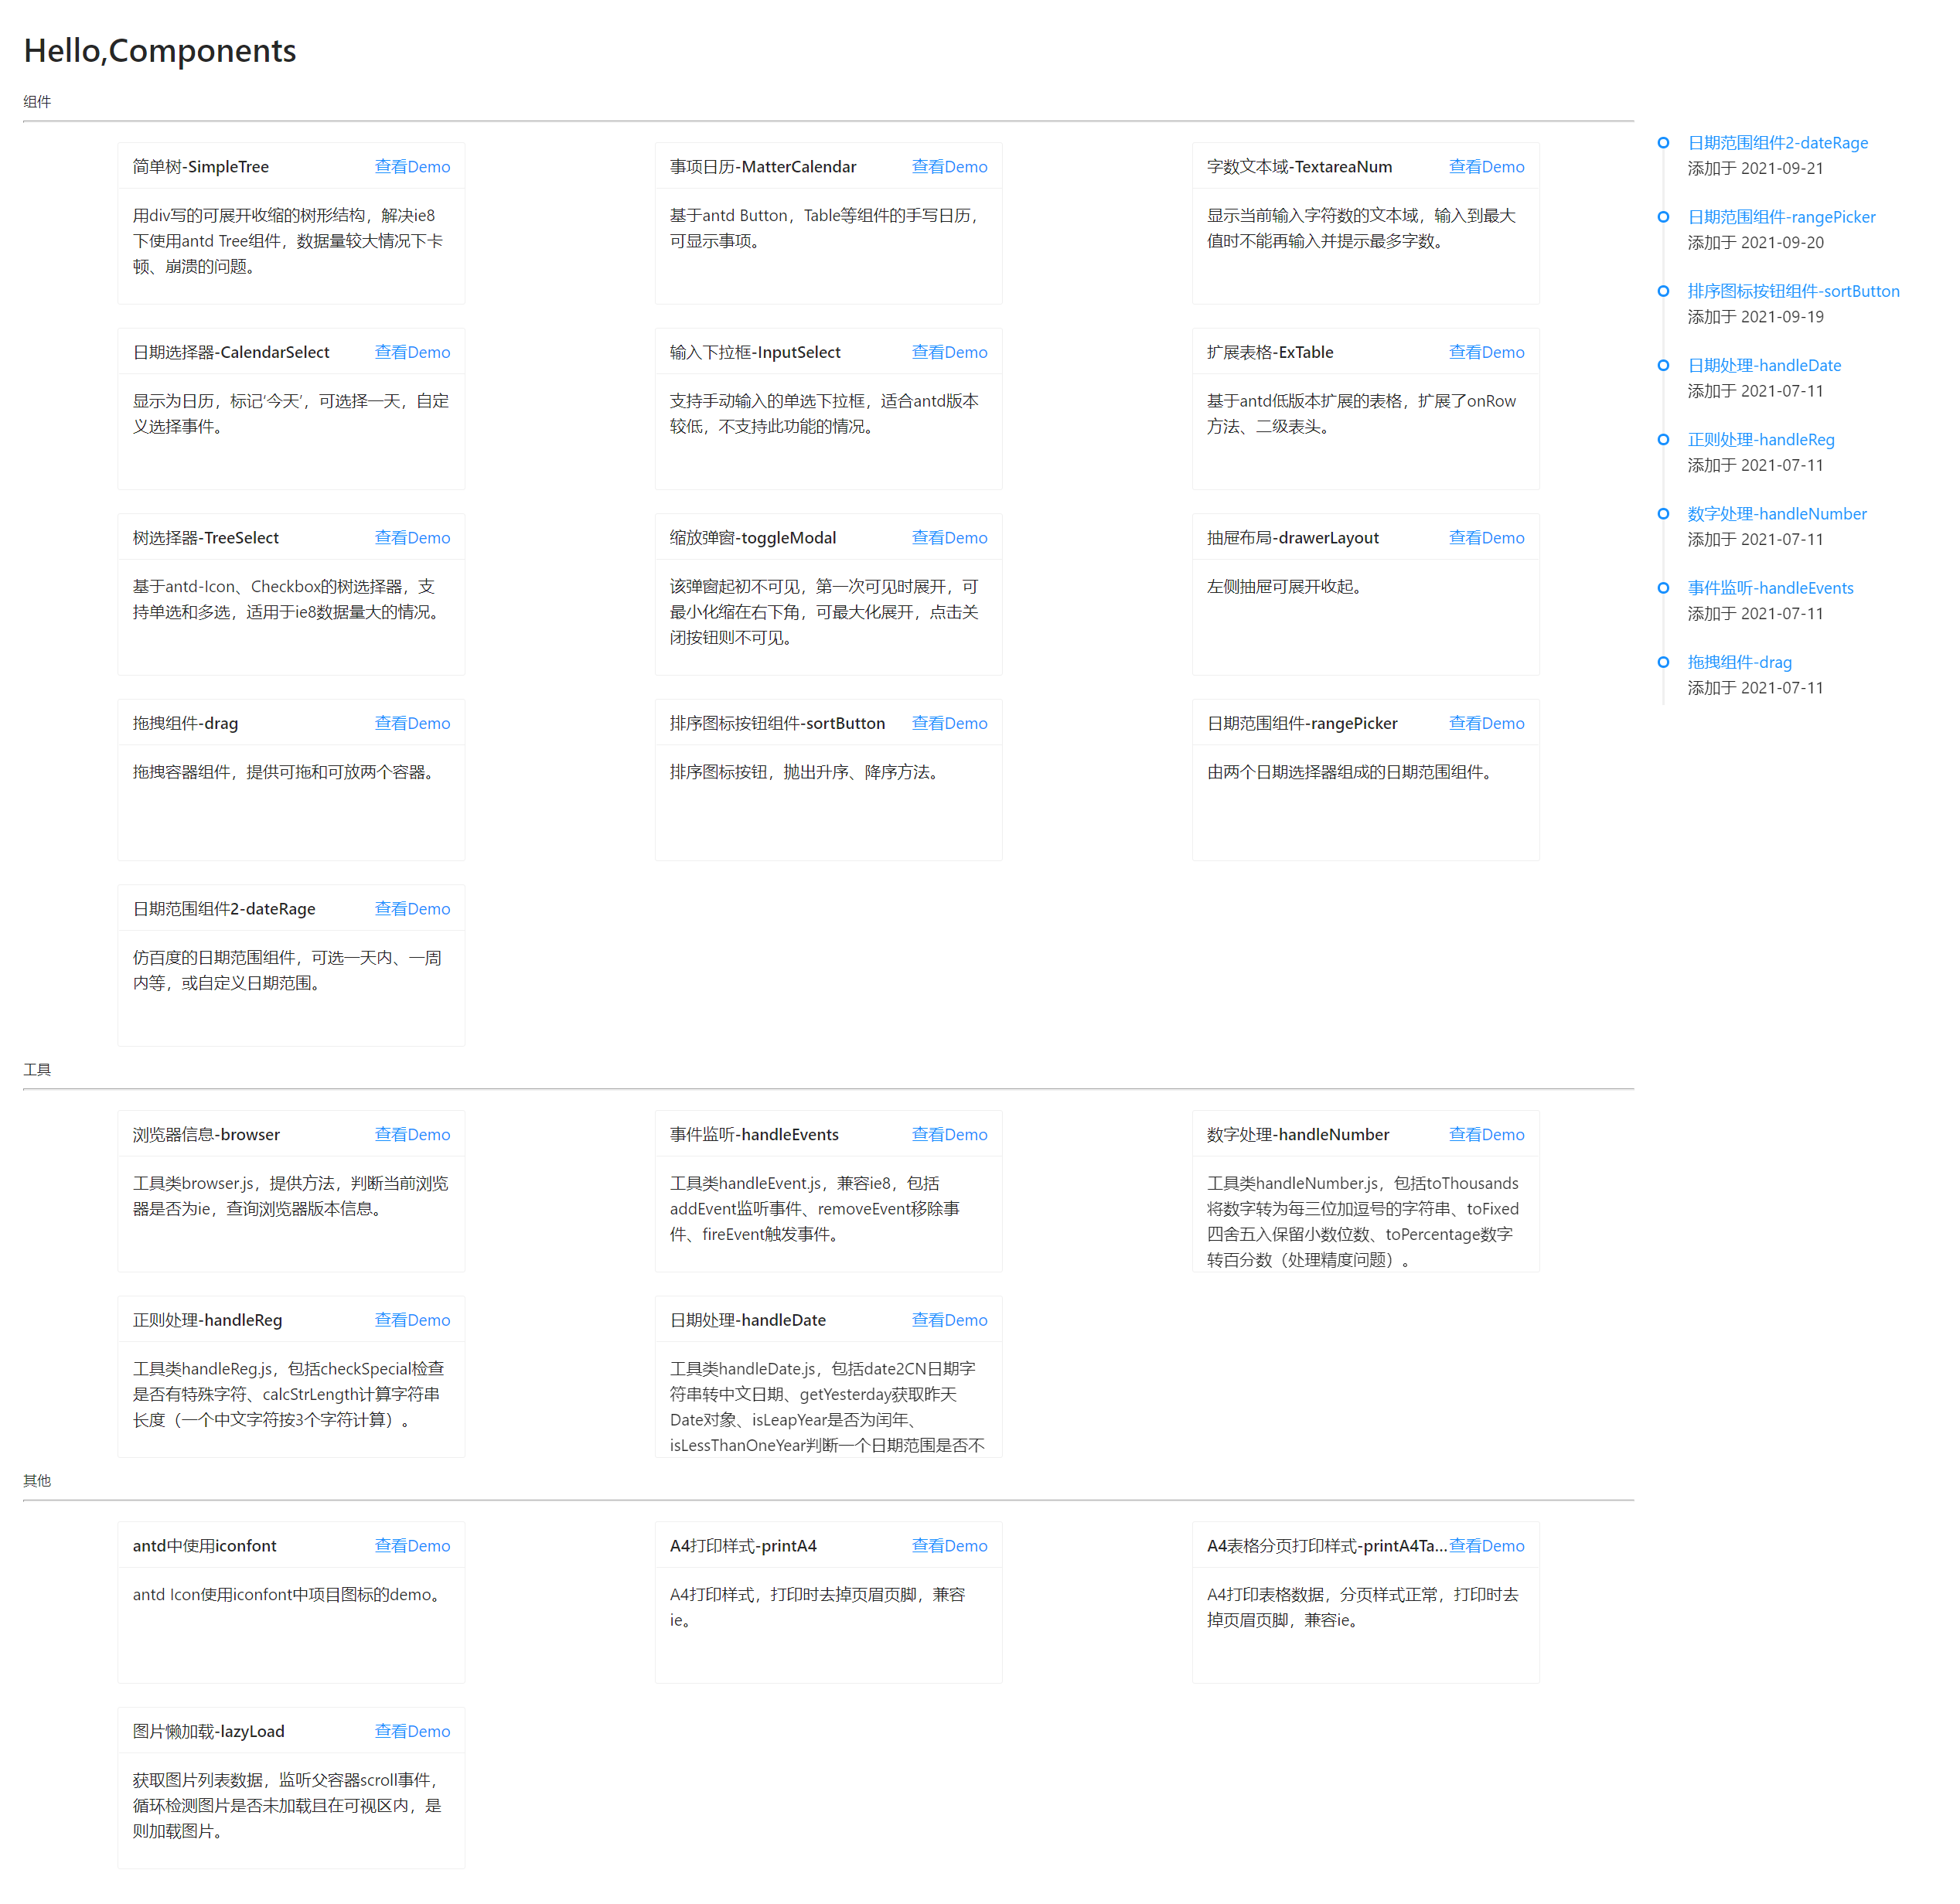 Hello,Components
组件
简单树-SimpleTree 查看Demo
用div写的可展开收缩的树形结构，解决ie8
下使用antd Tree组件，数据量较大情况下卡
顿、崩溃的问题。
事项日历-MatterCalendar 查看Demo
基于antd Button，Table等组件的手写日历，
可显示事项。
字数文本域-TextareaNum 查看Demo
显示当前输入字符数的文本域，输入到最大
值时不能再输入并提示最多字数。
日期选择器-CalendarSelect 查看Demo
显示为日历，标记‘今天’，可选择一天，自定
义选择事件。
输入下拉框-InputSelect 查看Demo
支持手动输入的单选下拉框，适合antd版本
较低，不支持此功能的情况。
扩展表格-ExTable 查看Demo
基于antd低版本扩展的表格，扩展了onRow
方法、二级表头。
树选择器-TreeSelect 查看Demo
基于antd-Icon、Checkbox的树选择器，支
持单选和多选，适用于ie8数据量大的情况。
缩放弹窗-toggleModal 查看Demo
该弹窗起初不可见，第一次可见时展开，可
最小化缩在右下角，可最大化展开，点击关
闭按钮则不可见。
抽屉布局-drawerLayout 查看Demo
左侧抽屉可展开收起。
拖拽组件-drag 查看Demo
拖拽容器组件，提供可拖和可放两个容器。
排序图标按钮组件-sortButton 查看Demo
排序图标按钮，抛出升序、降序方法。
日期范围组件-rangePicker 查看Demo
由两个日期选择器组成的日期范围组件。
日期范围组件2-dateRage 查看Demo
仿百度的日期范围组件，可选一天内、一周
内等，或自定义日期范围。
工具
浏览器信息-browser 查看Demo
工具类browser.js，提供方法，判断当前浏览
器是否为ie，查询浏览器版本信息。
事件监听-handleEvents 查看Demo
工具类handleEvent.js，兼容ie8，包括
addEvent监听事件、removeEvent移除事
件、fireEvent触发事件。
数字处理-handleNumber 查看Demo
工具类handleNumber.js，包括toThousands
将数字转为每三位加逗号的字符串、toFixed
四舍五入保留小数位数、toPercentage数字
转百分数（处理精度问题）。
正则处理-handleReg 查看Demo
工具类handleReg.js，包括checkSpecial检查
是否有特殊字符、calcStrLength计算字符串
长度（一个中文字符按3个字符计算）。
日期处理-handleDate 查看Demo
工具类handleDate.js，包括date2CN日期字
符串转中文日期、getYesterday获取昨天
Date对象、isLeapYear是否为闰年、
isLessThanOneYear判断一个日期范围是否不
其他
antd中使用iconfont 查看Demo
antd Icon使用iconfont中项目图标的demo。
A4打印样式-printA4 查看Demo
A4打印样式，打印时去掉页眉页脚，兼容
ie。
A4表格分页打印样式-printA4Ta... 查看Demo
A4打印表格数据，分页样式正常，打印时去
掉页眉页脚，兼容ie。
图片懒加载-lazyLoad 查看Demo
获取图片列表数据，监听父容器scroll事件，
循环检测图片是否未加载且在可视区内，是
则加载图片。
日期范围组件2-dateRage
添加于 2021-09-21
日期范围组件-rangePicker
添加于 2021-09-20
排序图标按钮组件-sortButton
添加于 2021-09-19
日期处理-handleDate
添加于 2021-07-11
正则处理-handleReg
添加于 2021-07-11
数字处理-handleNumber
添加于 2021-07-11
事件监听-handleEvents
添加于 2021-07-11
拖拽组件-drag
添加于 2021-07-11